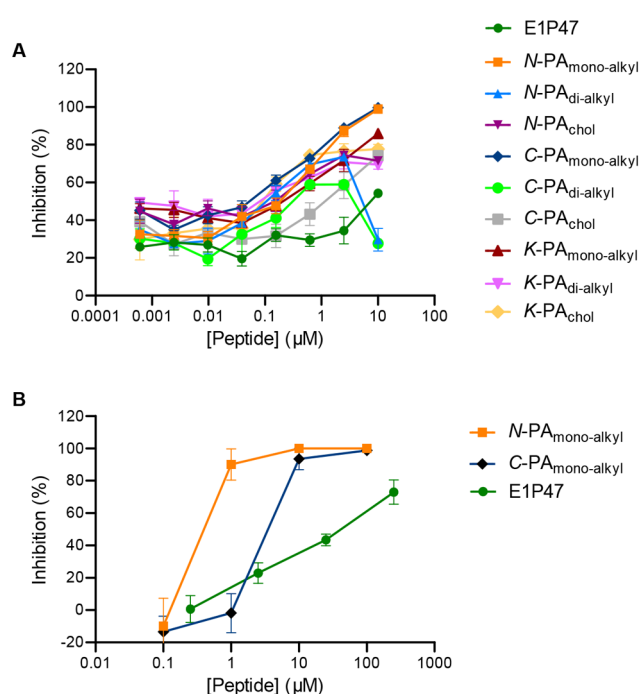 A
E1P47
N-PAmono-alkyl
N-PAdi-alkyl
N-PAchol
C-PAmono-alkyl
C-PAdi-alkyl
C-PAchol
K-PAmono-alkyl
K-PAdi-alkyl
K-PAchol
Inhibition (%)
120
100
80
60
40
20
0
0.0001 0.001 0.01 0.1 1 10 100
[Peptide] (µM)
B
N-PAmono-alkyl
C-PAmono-alkyl
E1P47
Inhibition (%)
120
100
80
60
40
20
0
-20
0.01 0.1 1 10 100 1000
[Peptide] (µM)